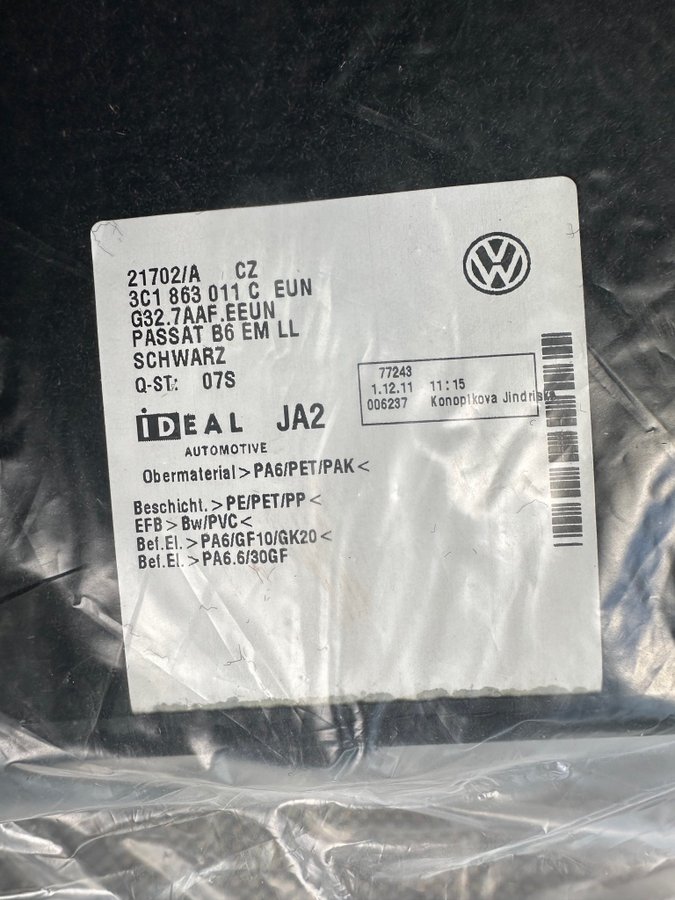 21702/A CZ
3C1 863 011 C EUN
G32.7AAF.EEUN
PASSAT B6 EM LL
SCHWARZ
Q-ST: 07S
77243
1.12.11 11:15
006237 Konopikova Jindriska
iDEAL JA2
AUTOMOTIVE
Obermaterial>PA6/PET/PAK<
Beschicht.>PE/PET/PP<
EFB>Bw/PVC<
Bef.El.>PA6/GF10/GK20<
Bef.El.>PA6.6/30GF